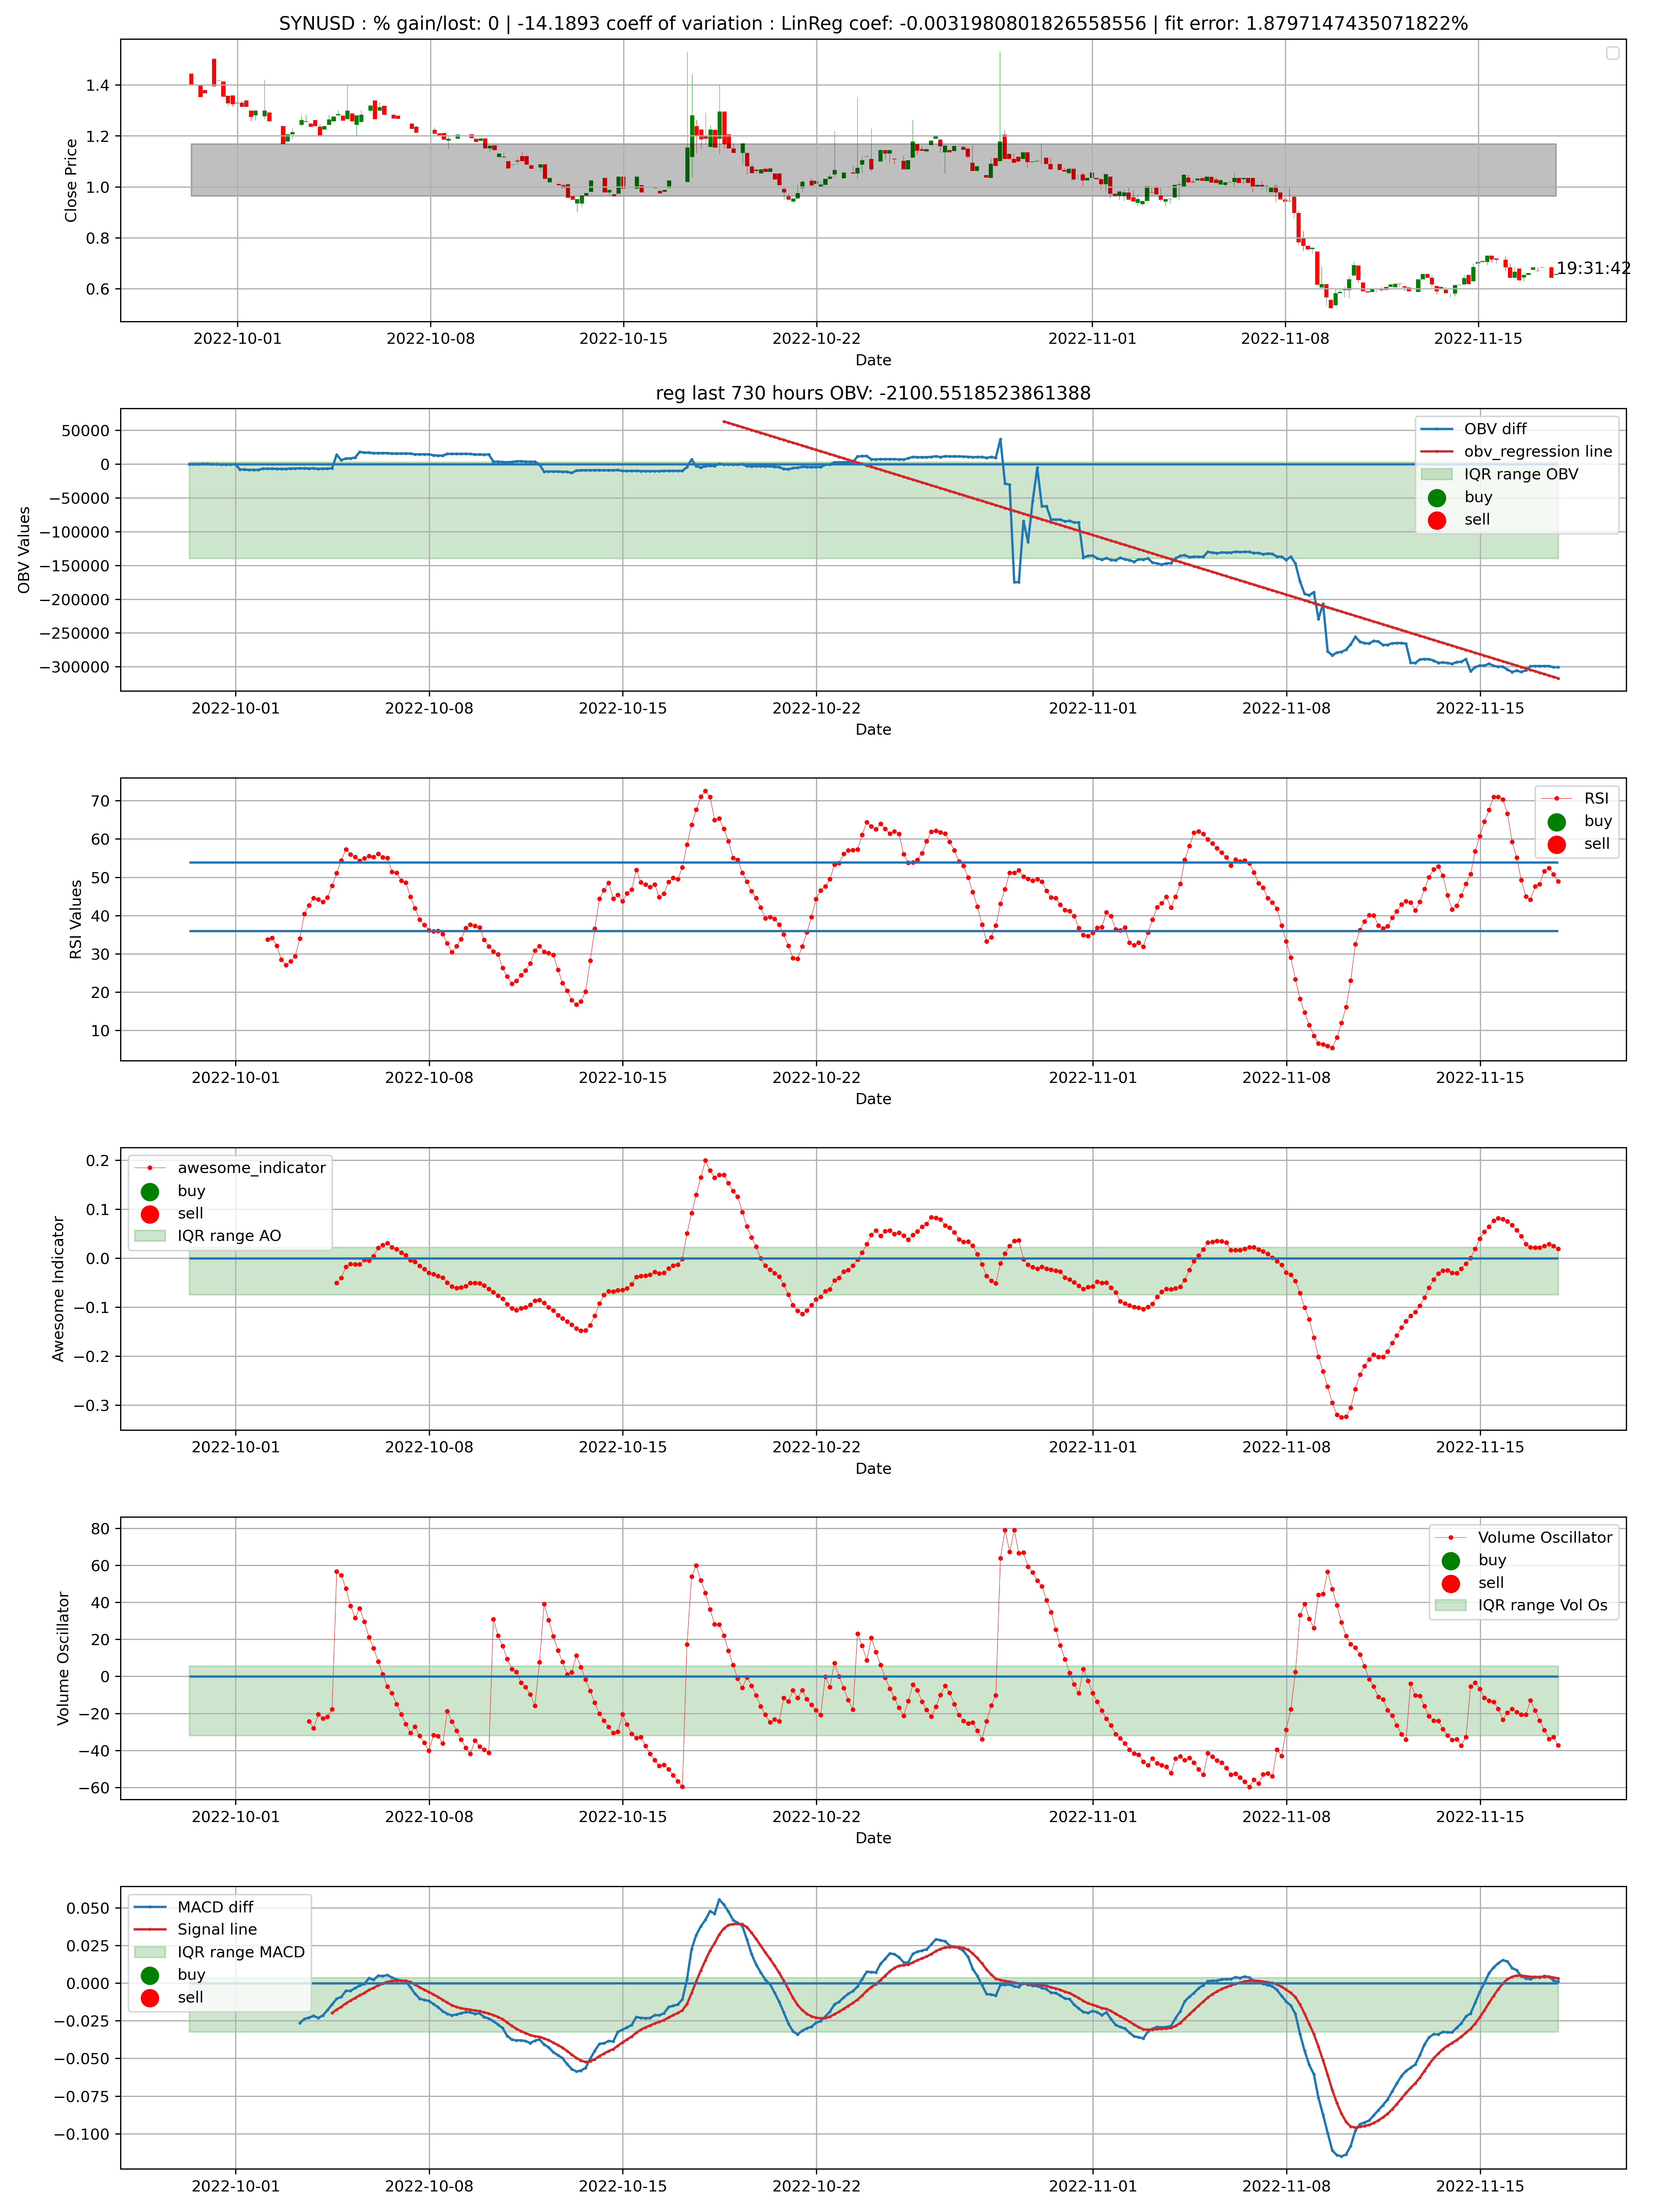 SYNUSD : % gain/lost: 0 | -14.1893 coeff of variation : LinReg coef: -0.0031980801826558556 | fit error: 1.8797147435071822%
Close Price
1.4
1.2
1.0
0.8
0.6
19:31:42
2022-10-01 2022-10-08 2022-10-15 2022-10-22 2022-11-01 2022-11-08 2022-11-15
Date
reg last 730 hours OBV: -2100.5518523861388
OBV Values
50000
0
−50000
−100000
−150000
−200000
−250000
−300000
OBV diff
obv_regression line
IQR range OBV
buy
sell
2022-10-01 2022-10-08 2022-10-15 2022-10-22 2022-11-01 2022-11-08 2022-11-15
Date
RSI Values
70
60
50
40
30
20
10
RSI
buy
sell
2022-10-01 2022-10-08 2022-10-15 2022-10-22 2022-11-01 2022-11-08 2022-11-15
Date
Awesome Indicator
0.2
0.1
0.0
−0.1
−0.2
−0.3
awesome_indicator
buy
sell
IQR range AO
2022-10-01 2022-10-08 2022-10-15 2022-10-22 2022-11-01 2022-11-08 2022-11-15
Date
Volume Oscillator
80
60
40
20
0
−20
−40
−60
Volume Oscillator
buy
sell
IQR range Vol Os
2022-10-01 2022-10-08 2022-10-15 2022-10-22 2022-11-01 2022-11-08 2022-11-15
Date
0.050
0.025
0.000
−0.025
−0.050
−0.075
−0.100
MACD diff
Signal line
IQR range MACD
buy
sell
2022-10-01 2022-10-08 2022-10-15 2022-10-22 2022-11-01 2022-11-08 2022-11-15